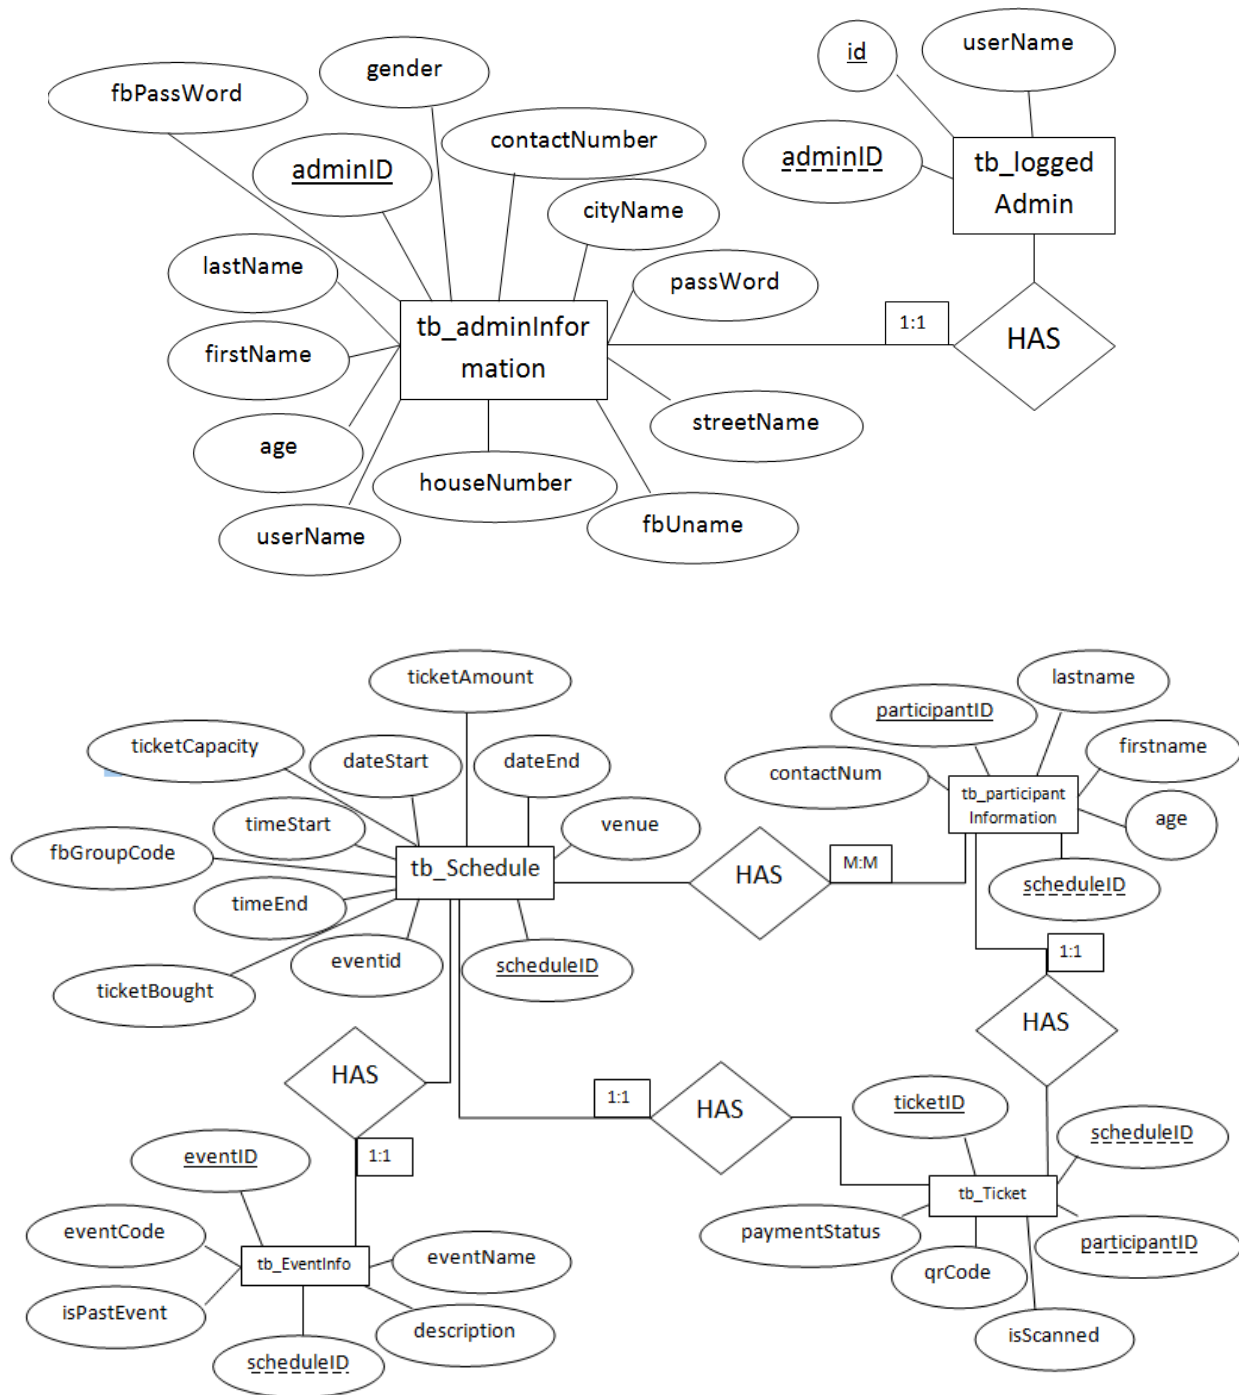 gender
fbPassWord
adminID
contactNumber
cityName
lastName
passWord
tb_adminInfor
mation
firstName
streetName
age
houseNumber
userName
fbUname
id
userName
adminID
tb_logged
Admin
1:1
HAS
ticketAmount
ticketCapacity
dateStart
dateEnd
timeStart
venue
fbGroupCode
tb_Schedule
timeEnd
eventid
scheduleID
ticketBought
HAS
M:M
participantID
lastname
firstname
contactNum
tb_participant
Information
age
scheduleID
1:1
HAS
HAS
1:1
1:1
HAS
ticketID
scheduleID
tb_Ticket
paymentStatus
participantID
qrCode
isScanned
eventID
eventCode
eventName
tb_EventInfo
isPastEvent
description
scheduleID